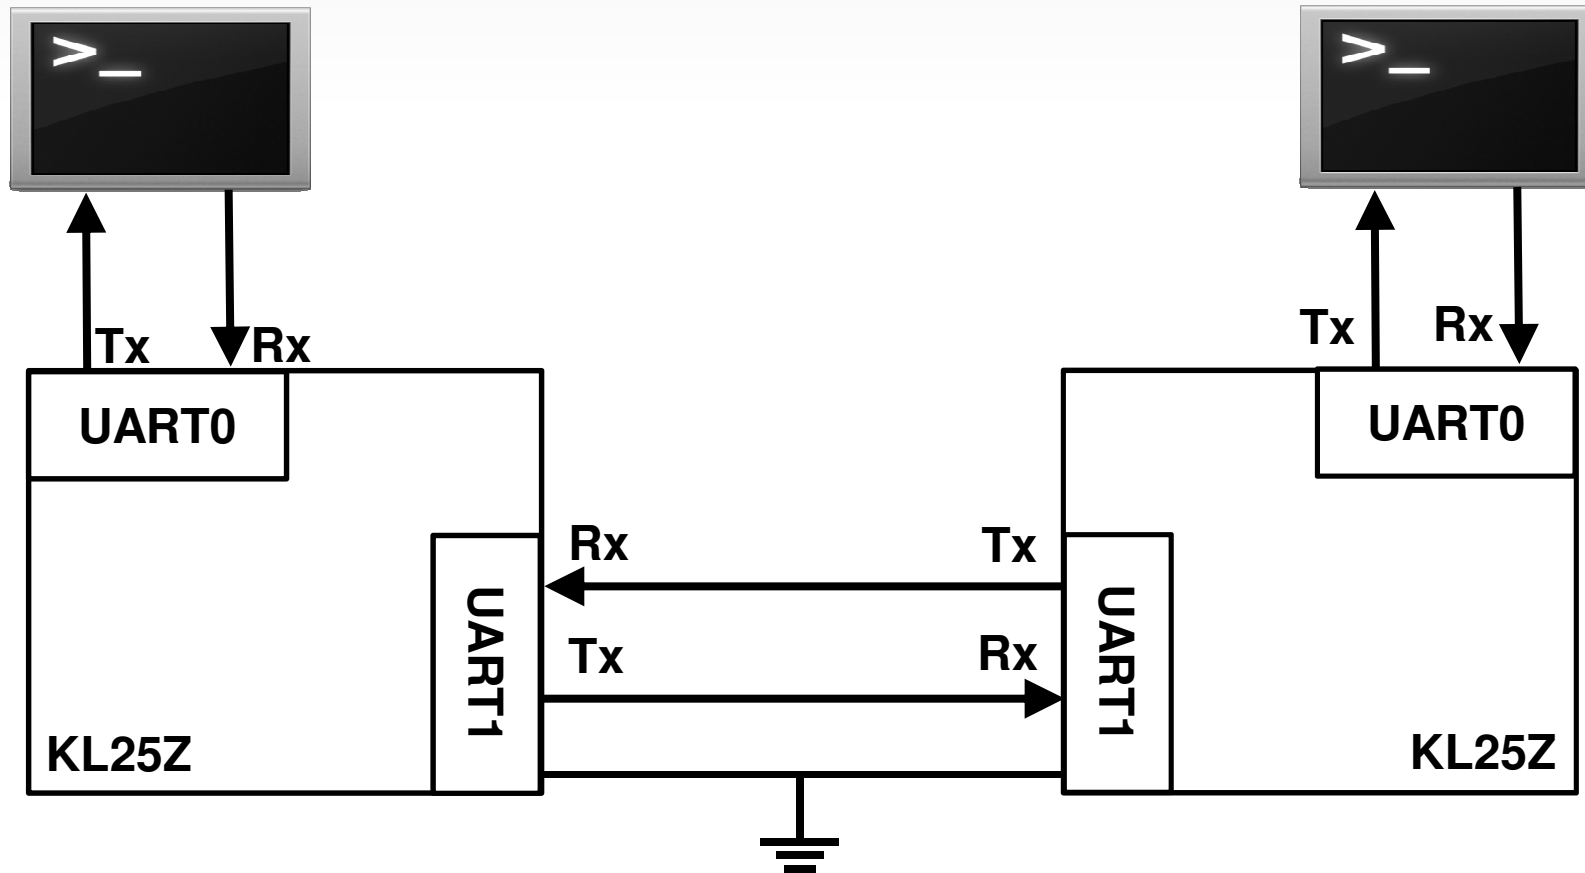 >_
>_
Tx
Rx
Tx
Rx
UART0
UART0
Rx
Tx
UART1
UART1
Tx
Rx
KL25Z
KL25Z